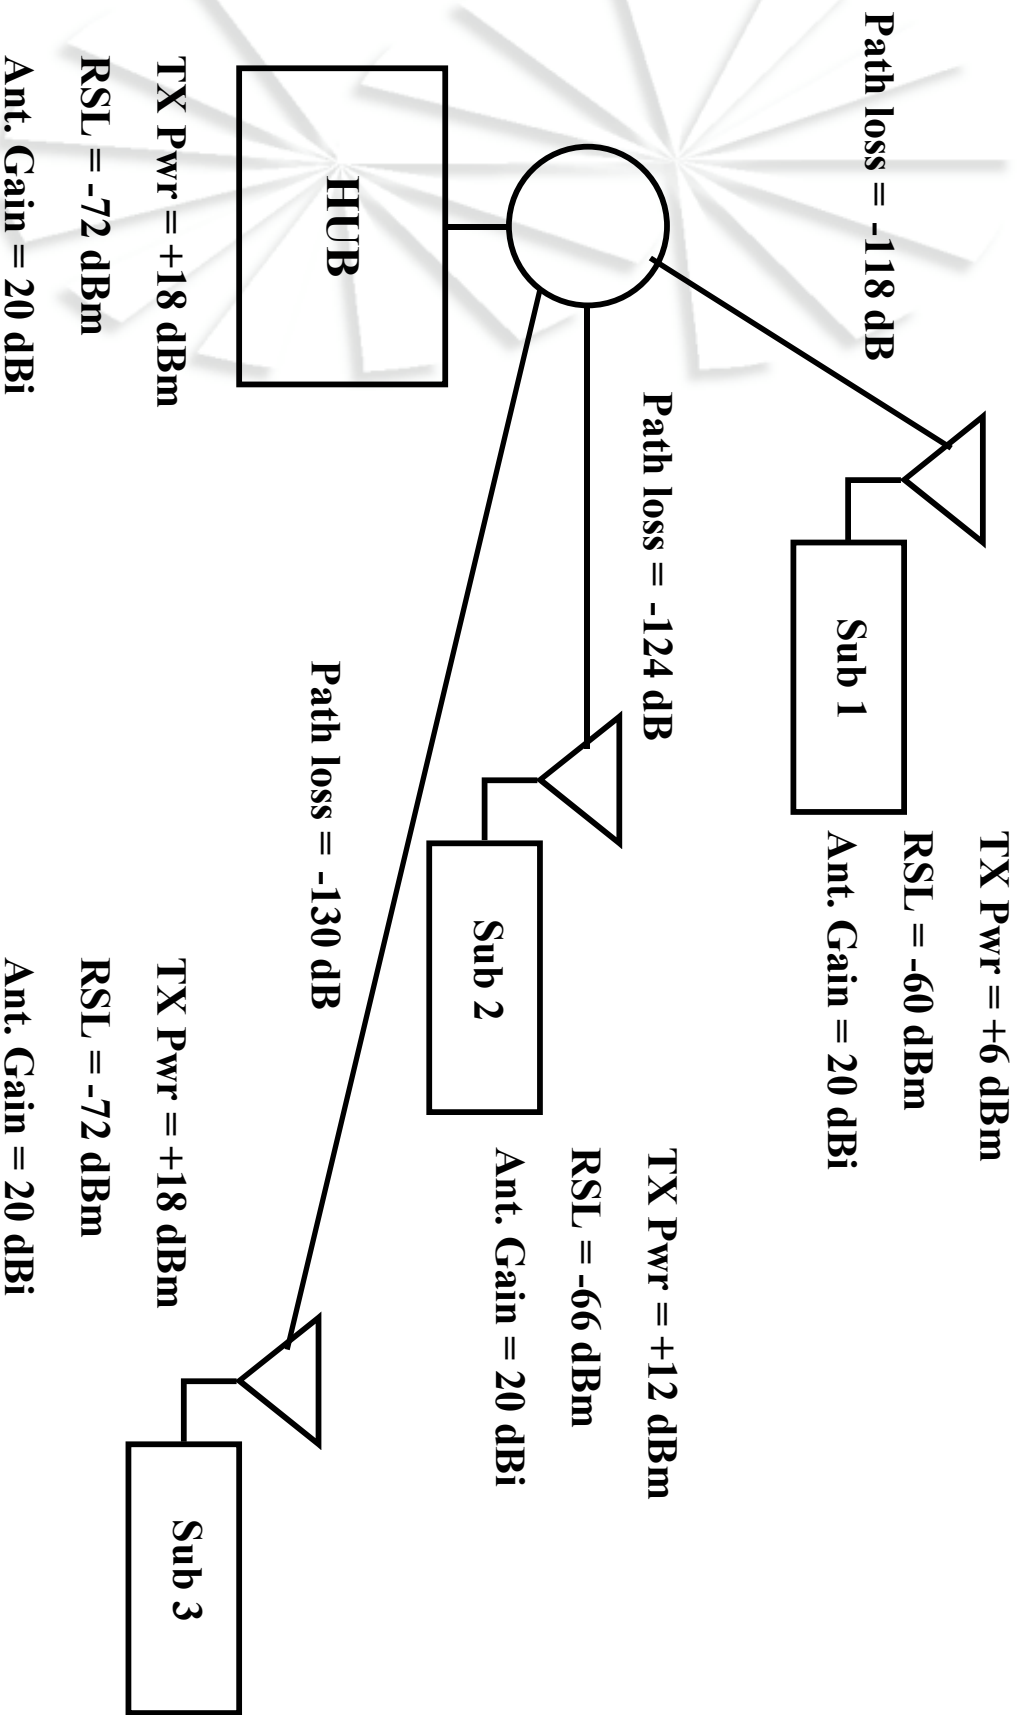 Path loss = -118 dB
Sub 1
TX Pwr = +6 dBm
RSL = -60 dBm
Ant. Gain = 20 dBi
Path loss = -124 dB
Sub 2
TX Pwr = +12 dBm
RSL = -66 dBm
Ant. Gain = 20 dBi
HUB
TX Pwr = +18 dBm
RSL = -72 dBm
Ant. Gain = 20 dBi
Path loss = -130 dB
Sub 3
TX Pwr = +18 dBm
RSL = -72 dBm
Ant. Gain = 20 dBi